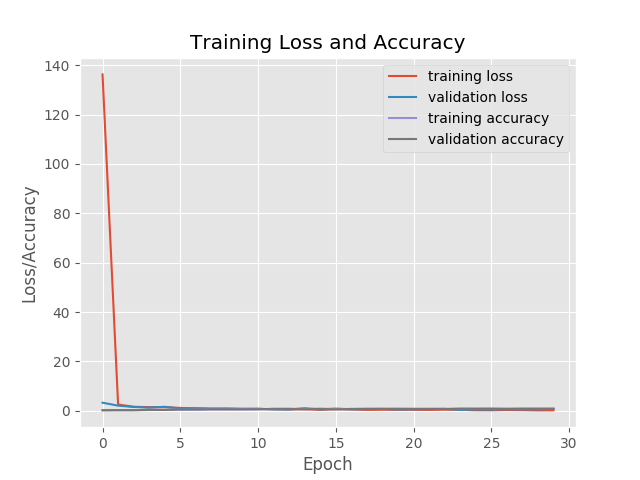 Training Loss and Accuracy
training loss
validation loss
training accuracy
validation accuracy
Loss/Accuracy
140
120
100
80
60
40
20
0
0 5 10 15 20 25 30
Epoch